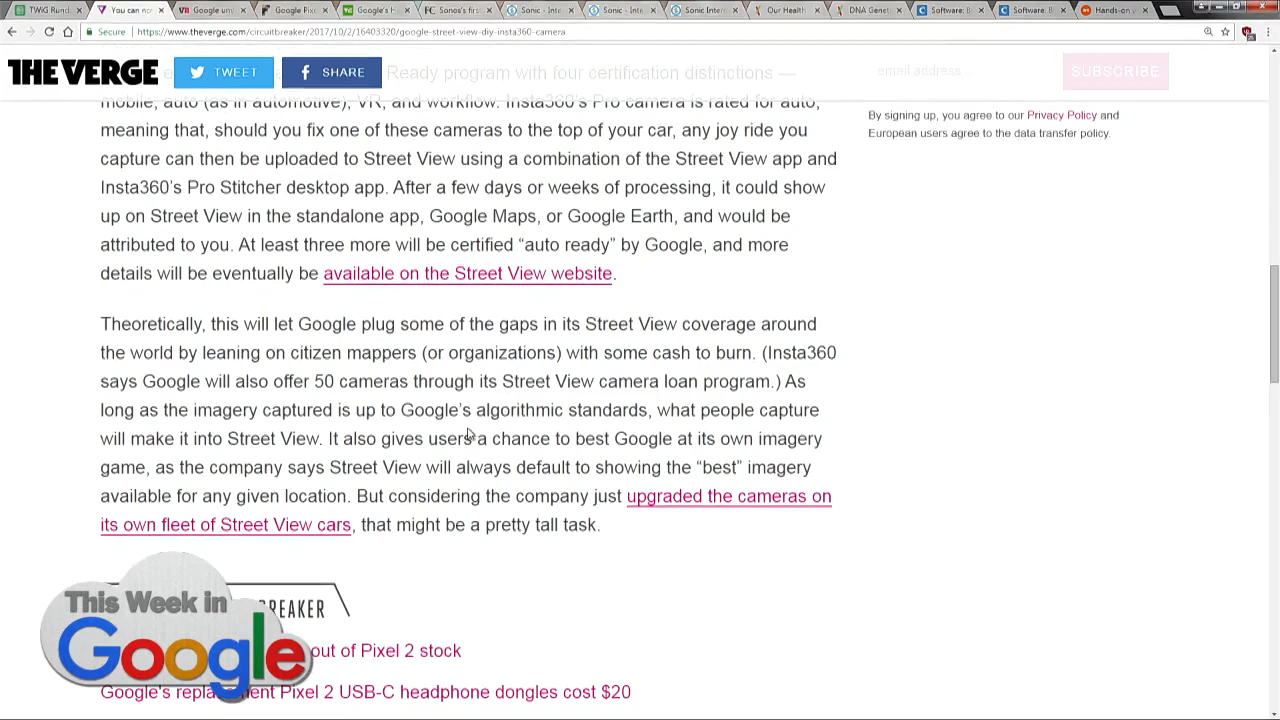 TWG Rund
You can no
Google un
Google Pix
Google's H
Sonos's firs
Sonic - Inte
Sonic - Inte
Sonic Inter
Our Health
DNA Genet
Software: B
Software: B
Hands-on
Secure
https://www.theverge.com/circuitbreaker/2017/10/2/16403320/google-street-view-diy-insta360-camera
THE VERGE
TWEET
SHARE
Ready program with four certification distinctions —
email address...
SUBSCRIBE
mobile, auto (as in automotive), VR, and workflow. Insta360's Pro camera is rated for auto,
meaning that, should you fix one of these cameras to the top of your car, any joy ride you
capture can then be uploaded to Street View using a combination of the Street View app and
Insta360's Pro Stitcher desktop app. After a few days or weeks of processing, it could show
up on Street View in the standalone app, Google Maps, or Google Earth, and would be
attributed to you. At least three more will be certified “auto ready” by Google, and more
details will be eventually be available on the Street View website.
By signing up, you agree to our Privacy Policy and
European users agree to the data transfer policy.
Theoretically, this will let Google plug some of the gaps in its Street View coverage around
the world by leaning on citizen mappers (or organizations) with some cash to burn. (Insta360
says Google will also offer 50 cameras through its Street View camera loan program.) As
long as the imagery captured is up to Google's algorithmic standards, what people capture
will make it into Street View. It also gives users a chance to best Google at its own imagery
game, as the company says Street View will always default to showing the “best” imagery
available for any given location. But considering the company just upgraded the cameras on
its own fleet of Street View cars, that might be a pretty tall task.
This Week in
Google
BREAKER
out of Pixel 2 stock
Google's replacement Pixel 2 USB-C headphone dongles cost $20